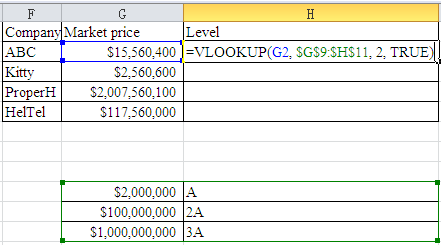 F G H
Company Market price Level
ABC $15,560,400 =VLOOKUP(G2, $G$9:$H$11, 2, TRUE)
Kitty $2,560,600
ProperH $2,007,560,100
HelTel $117,560,000
$2,000,000 A
$100,000,000 2A
$1,000,000,000 3A